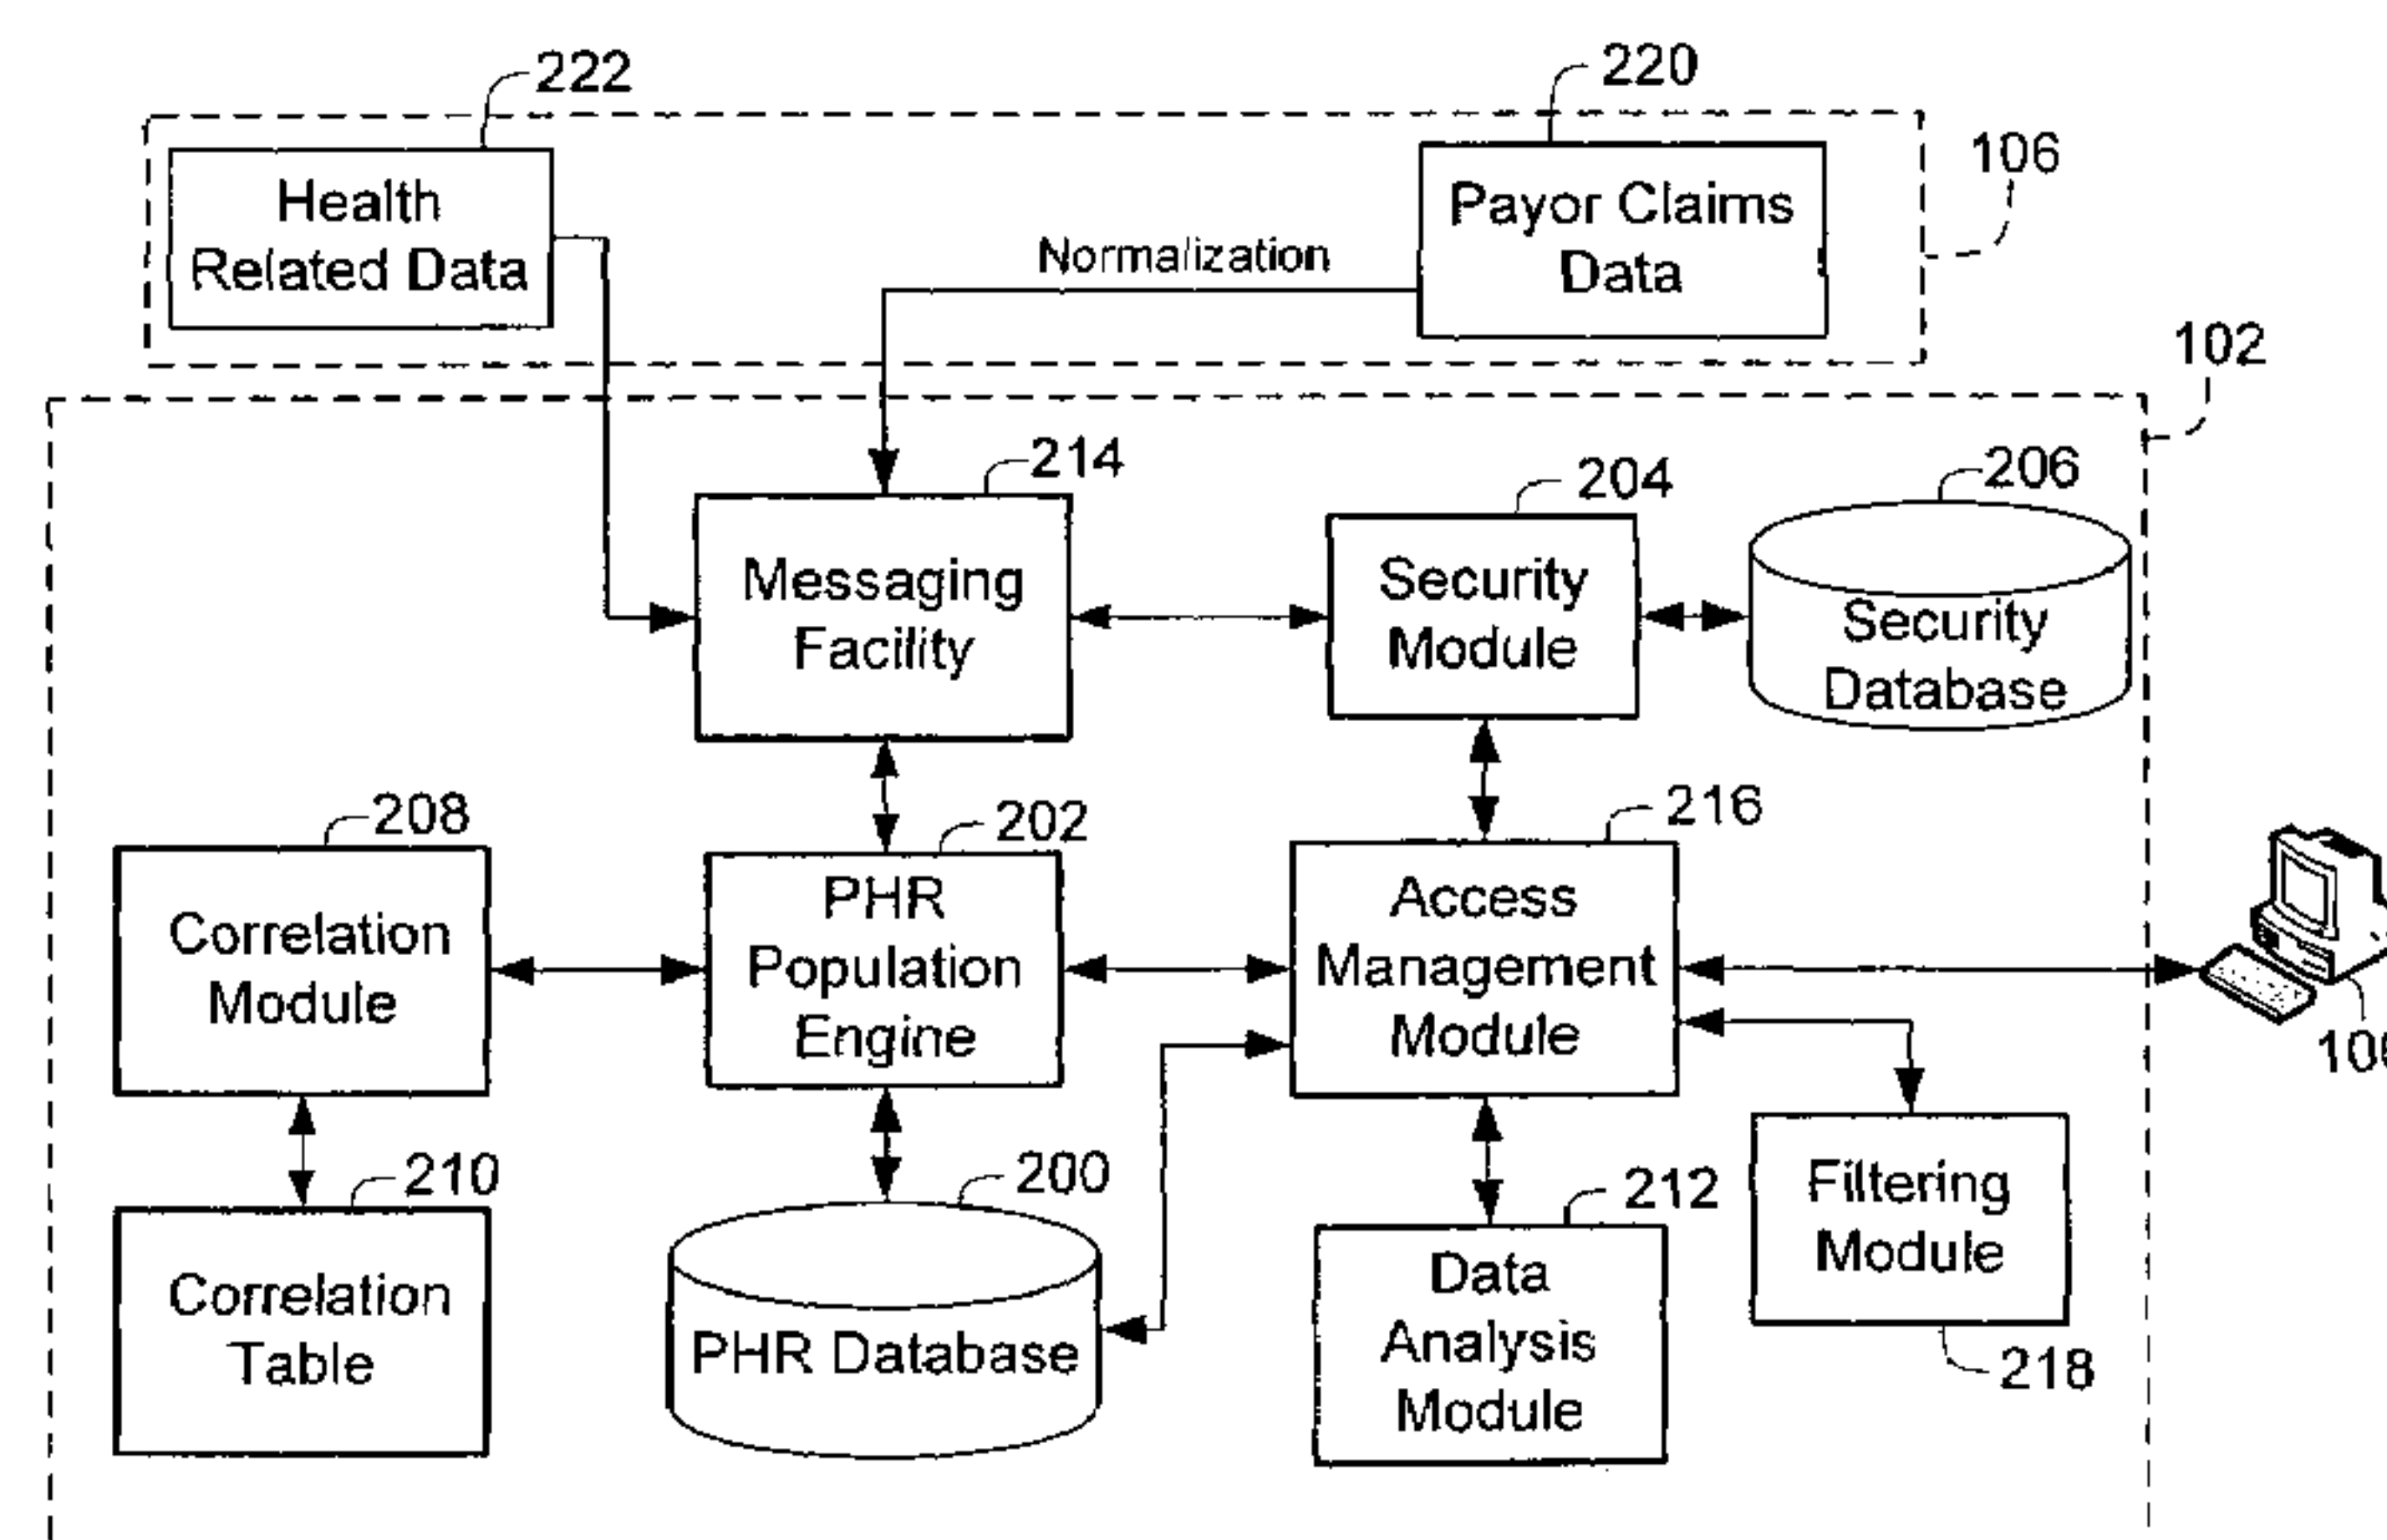 222
220
106
Health
Related Data
Normalization
Payor Claims
Data
102
214
204
206
Messaging
Facility
Security
Module
Security
Database
208
202
216
Correlation
Module
PHR
Population
Engine
Access
Management
Module
210
200
212
Correlation
Table
PHR Database
Data
Analysis
Module
Filtering
Module
218